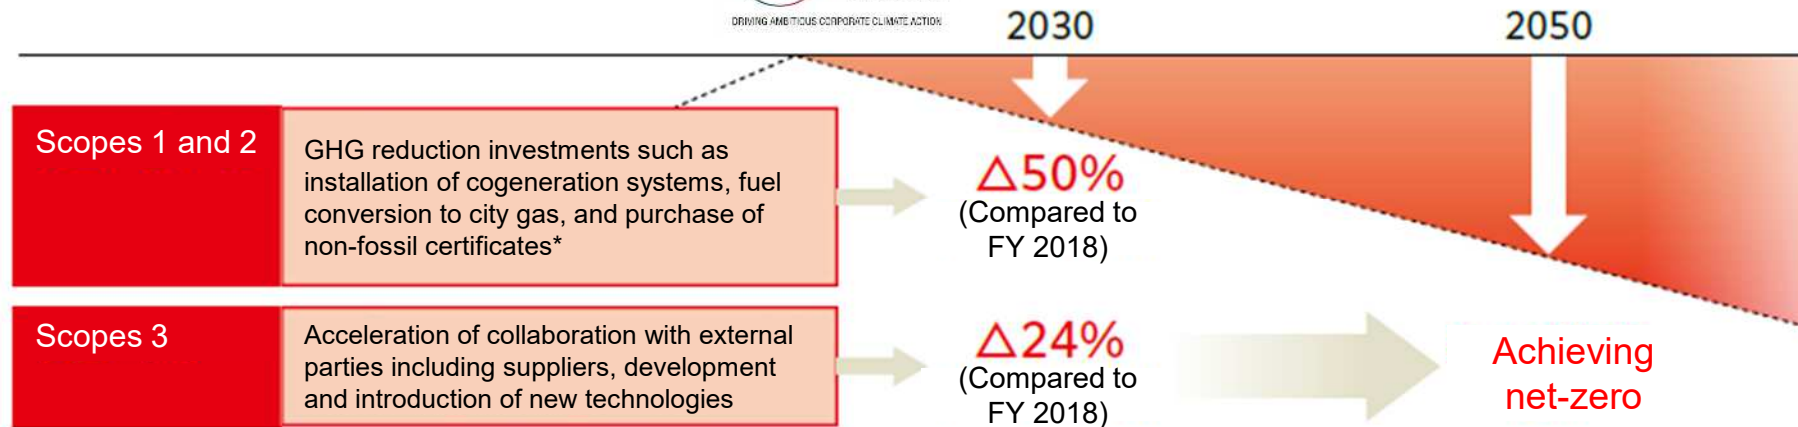 DRIVING AMBITIOUS CORPORATE CLIMATE ACTION
2030
2050
Scopes 1 and 2
GHG reduction investments such as
installation of cogeneration systems, fuel
conversion to city gas, and purchase of
non-fossil certificates*
△50%
(Compared to
FY 2018)
Scopes 3
Acceleration of collaboration with external
parties including suppliers, development
and introduction of new technologies
△24%
(Compared to
FY 2018)
Achieving
net-zero